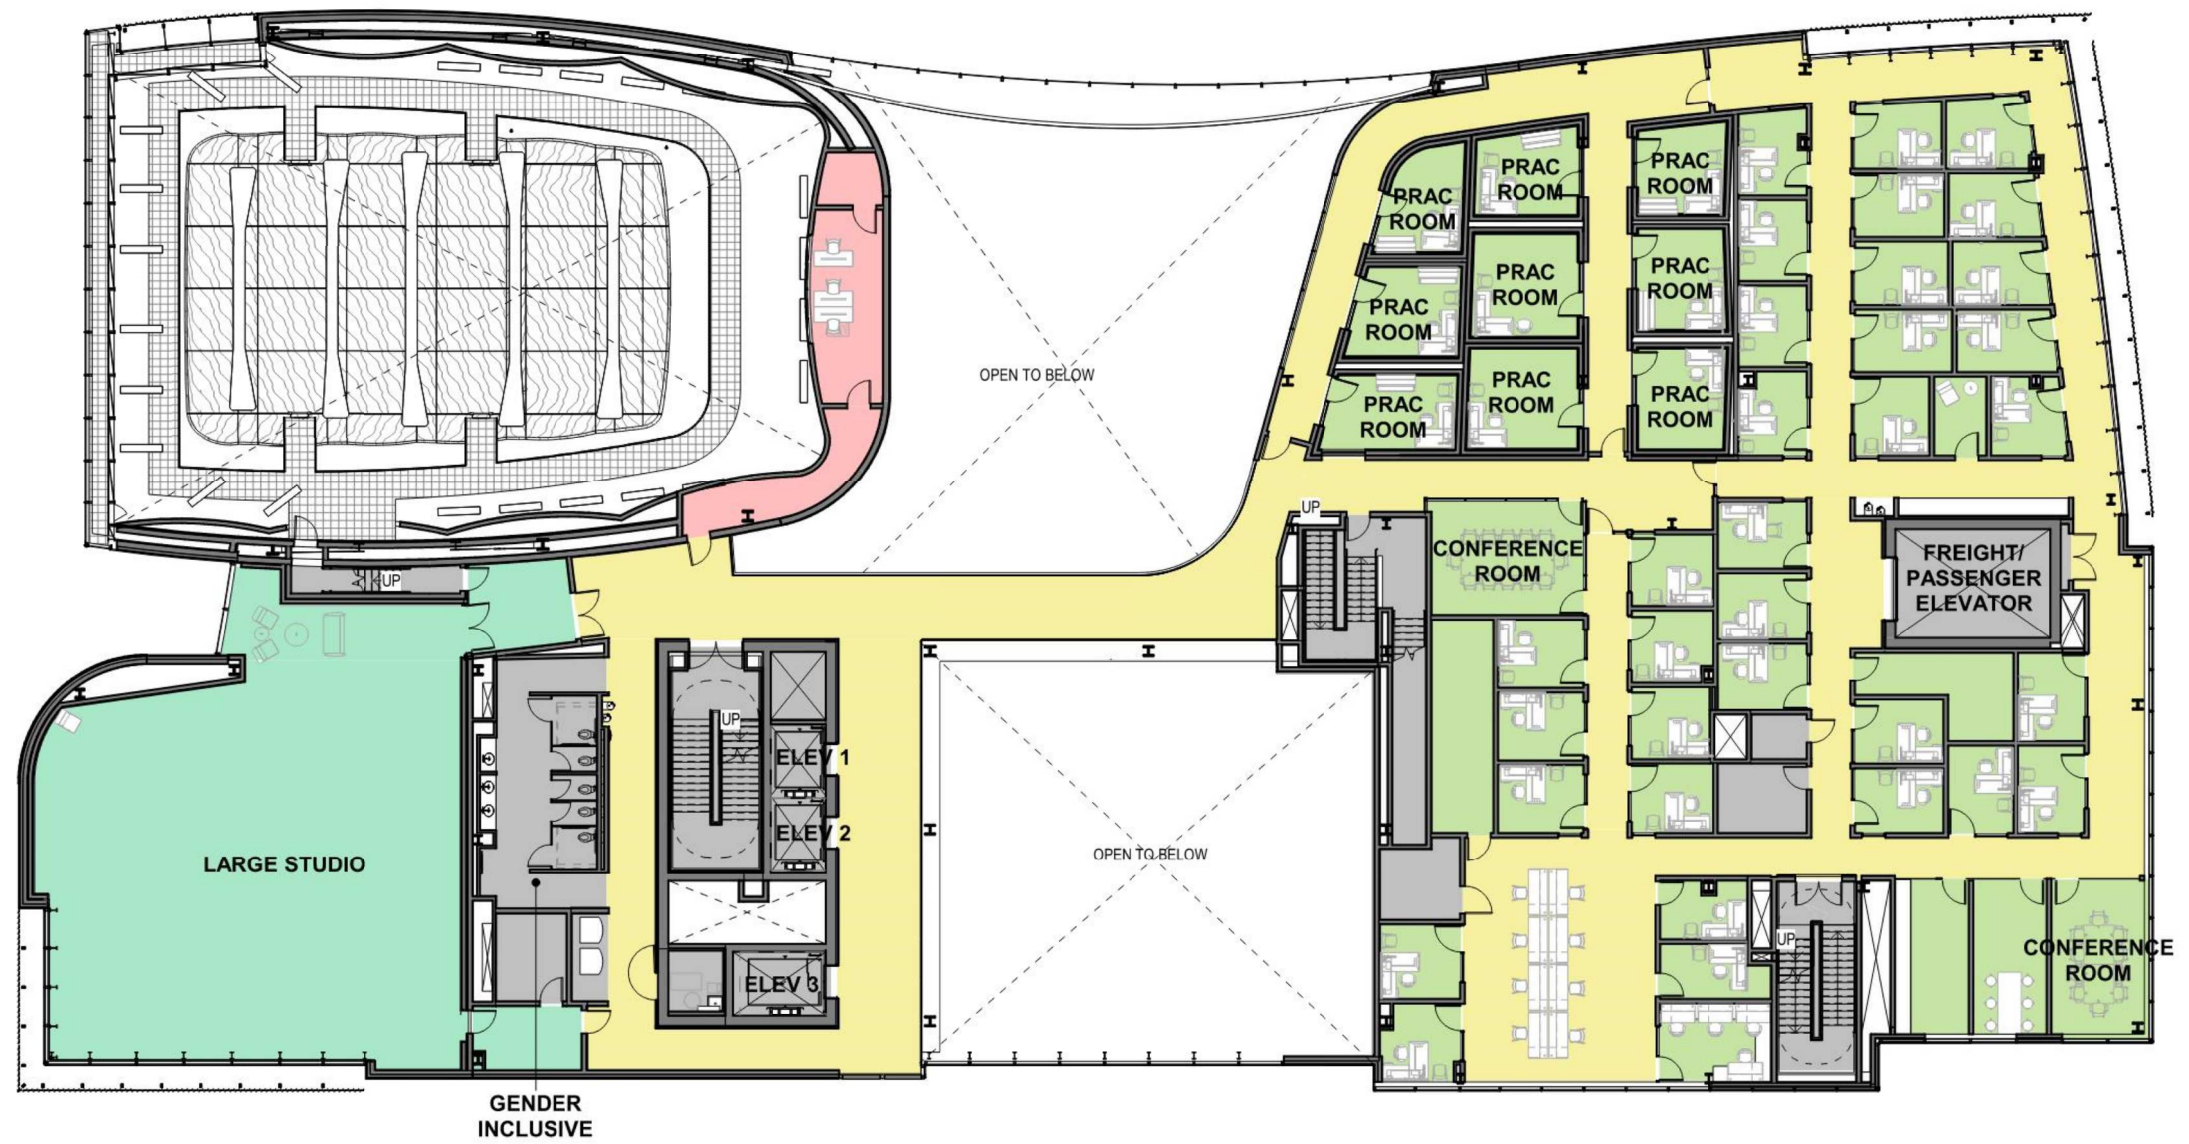 PRAC
ROOM
PRAC
ROOM
PRAC
ROOM
PRAC
ROOM
PRAC
ROOM
PRAC
ROOM
PRAC
ROOM
PRAC
ROOM
PRAC
ROOM
OPEN TO BELOW
UP
CONFERENCE
ROOM
FREIGHT/
PASSENGER
ELEVATOR
UP
UP
ELEV 1
ELEV 2
LARGE STUDIO
OPEN TO BELOW
UP
CONFERENCE
ROOM
ELEV 3
GENDER
INCLUSIVE